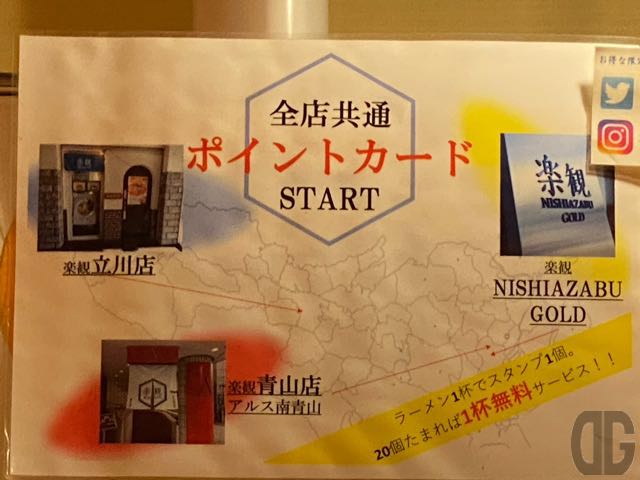 お得な限定
全店共通
ポイントカード
START
楽観
NISHIAZABU
GOLD
楽観立川店
楽観
NISHIAZABU
GOLD
楽観青山店
アルス南青山
ラーメン1杯でスタンプ1個。
20個たまれば1杯無料サービス！！
DG